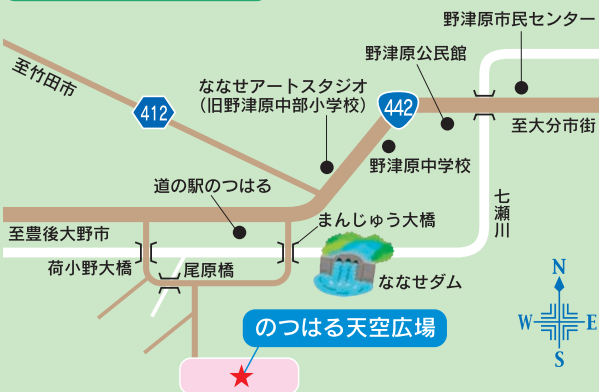 野津原市民センター
野津原公民館
至竹田市
ななせアートスタジオ
（旧野津原中部小学校）
412
442
至大分市街
野津原中学校
道の駅のつはる
七瀬川
まんじゅう大橋
至豊後大野市
荷小野大橋
尾原橋
ななせダム
のつはる天空広場
N
W
E
S